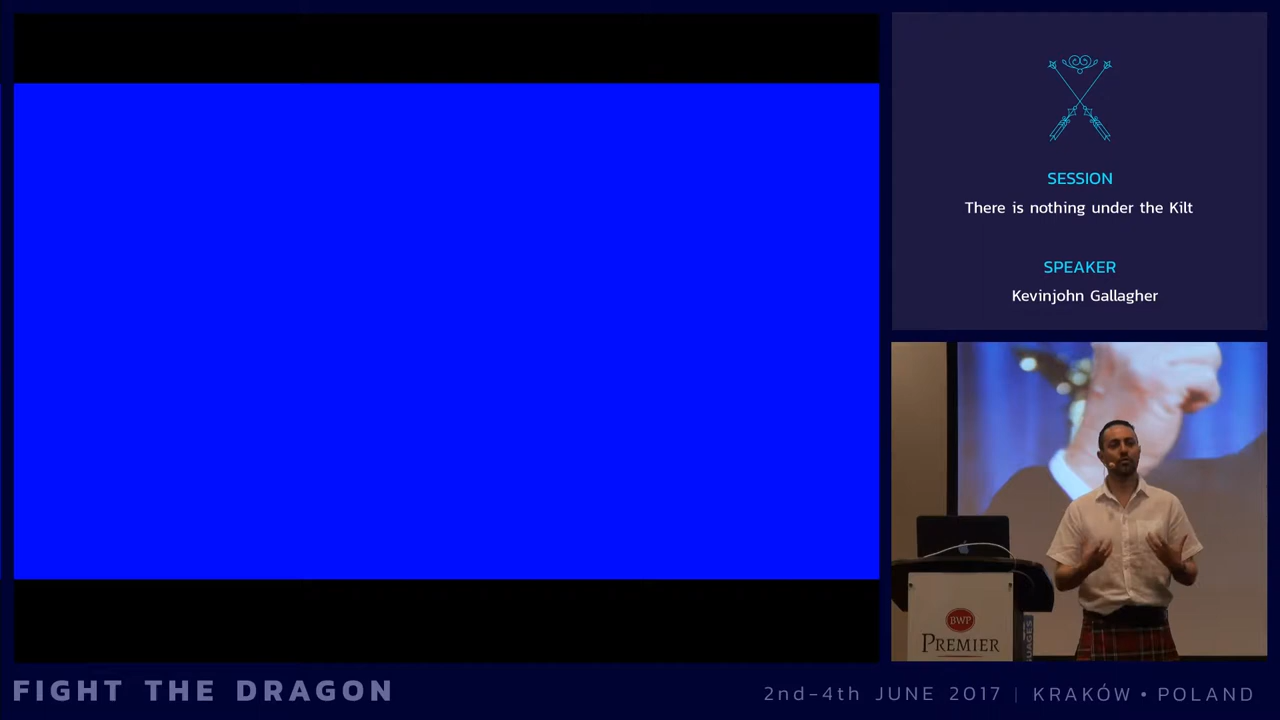 SESSION
There is nothing under the Kilt
SPEAKER
Kevinjohn Gallagher
BWP
PREMIER
FIGHT THE DRAGON
2nd-4th JUNE 2017 | KRAKÓW • POLAND